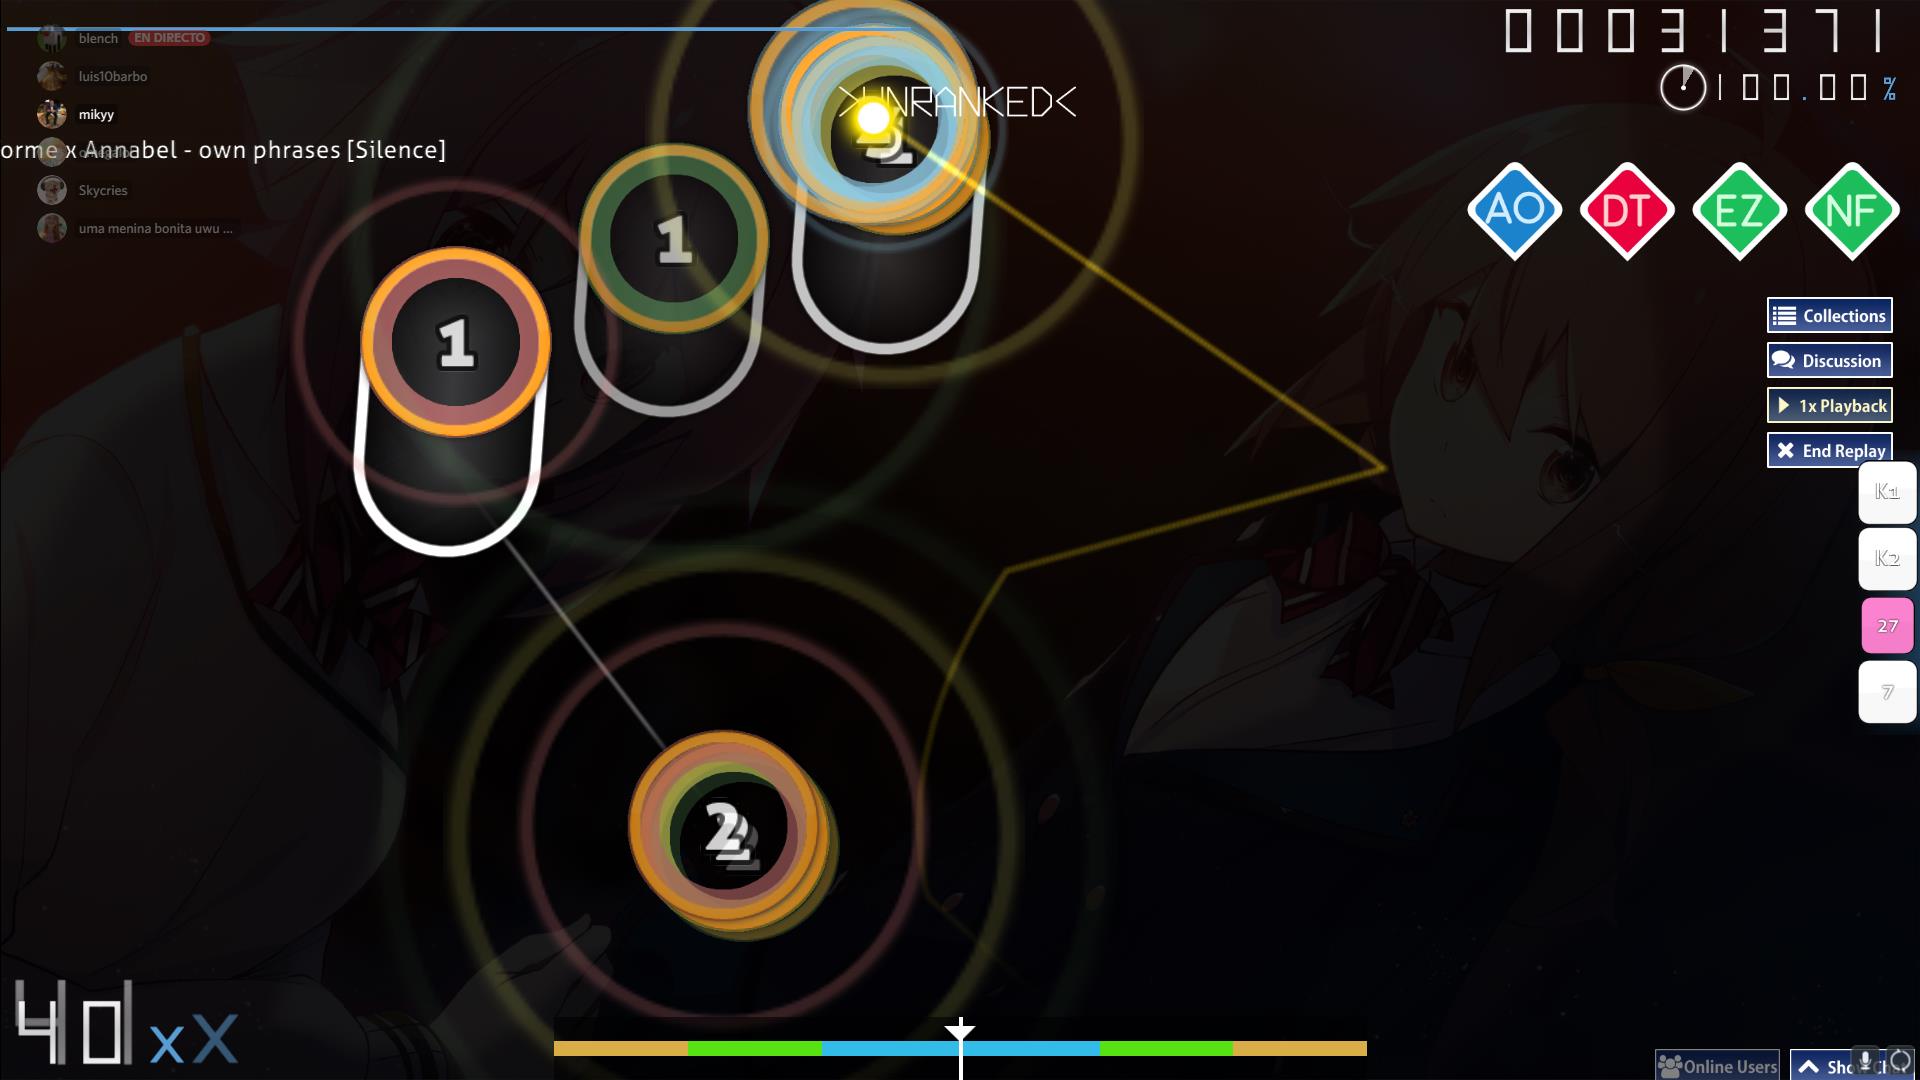 blench EN DIRECTO
luis10barbo
mikyy
orme x Annabel - own phrases [Silence]
Skycries
uma menina bonita uwu ...
00031371
100.00%
>UNRANKED<
AO DT EZ NF
Collections
Discussion
1x Playback
End Replay
K1
K2
27
7
1
1
2
2
40x
Online Users